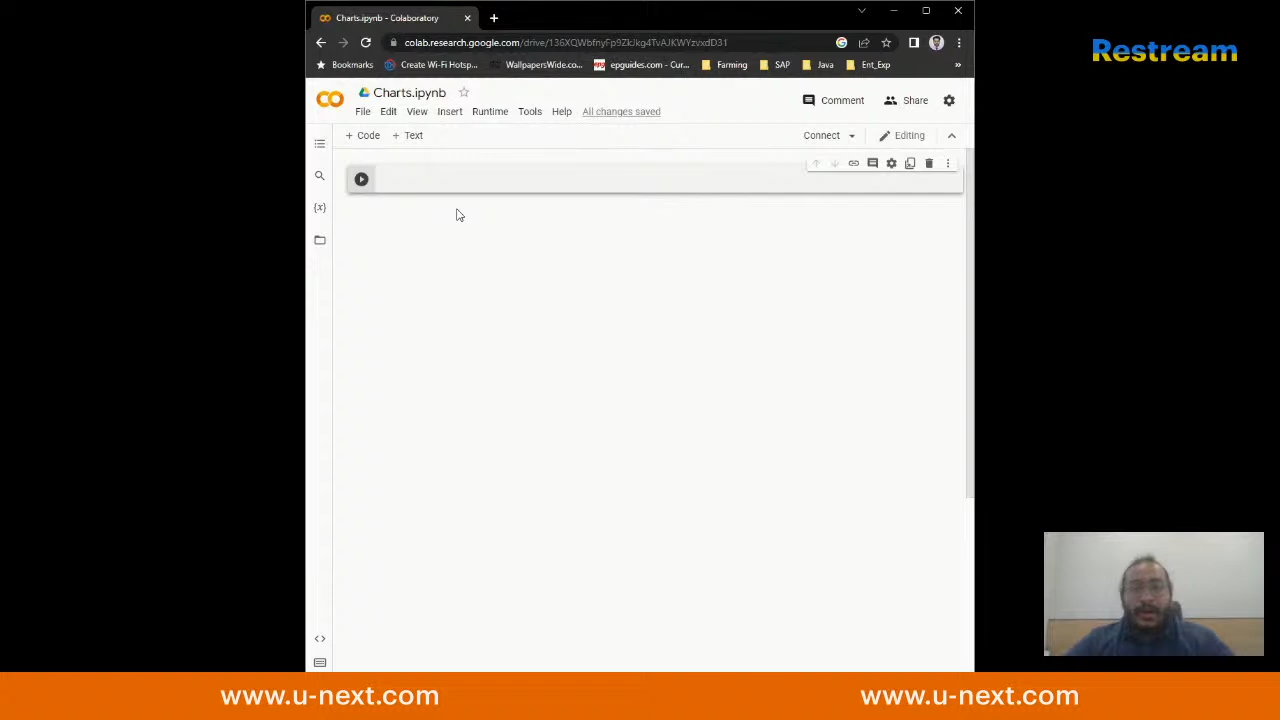 Charts.ipynb - Colaboratory
Restream
colab.research.google.com/drive/136XQWbfnyFp9ZkJkg4TvAJKWYzvxdD31
Bookmarks Create Wi-Fi Hotsp... WallpapersWide.co... epg epguides.com - Cur... Farming SAP Java Ent_Exp »
CO Charts.ipynb
Comment Share
File Edit View Insert Runtime Tools Help All changes saved
+ Code + Text Connect Editing
{x}
<>
www.u-next.com www.u-next.com